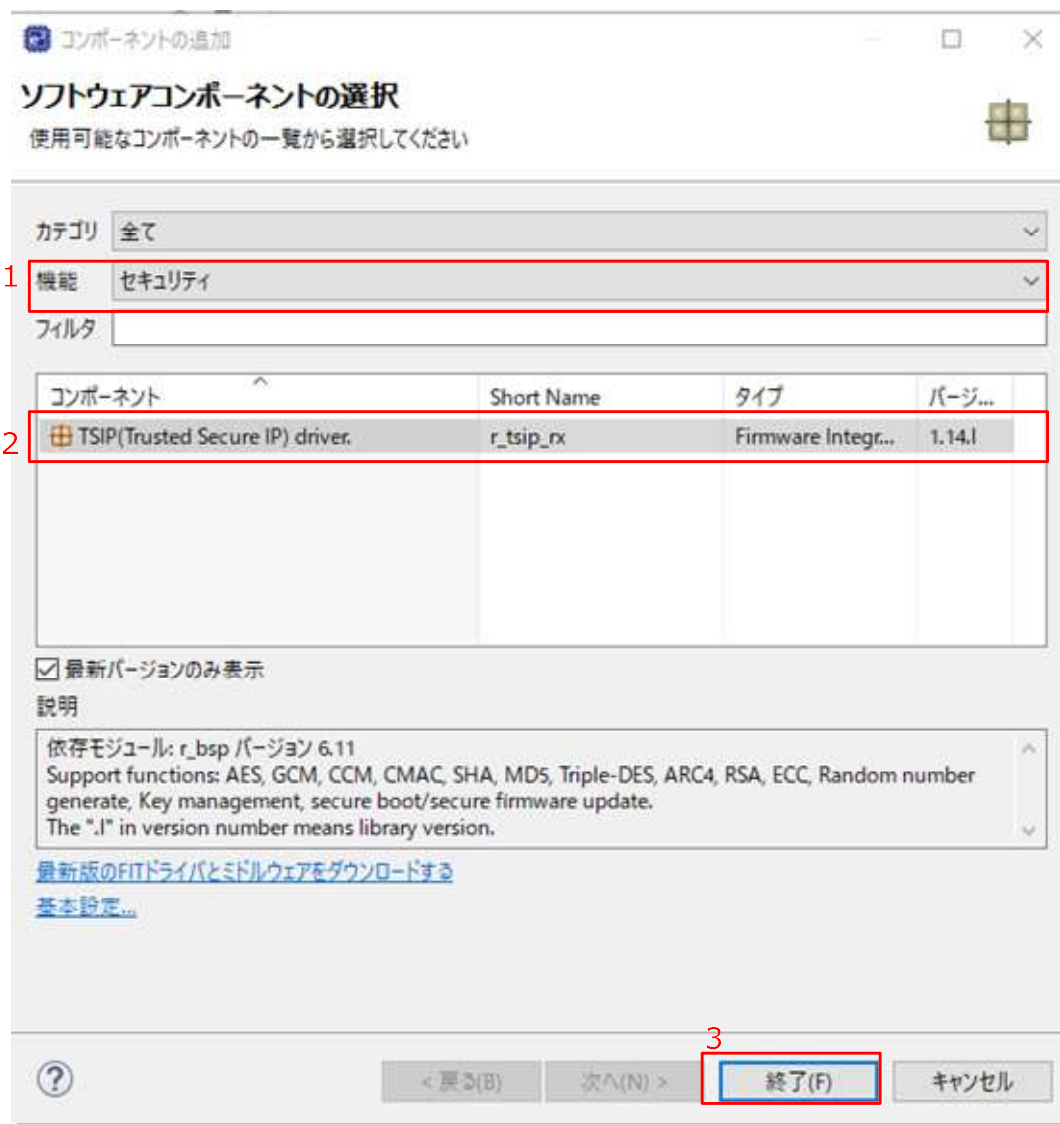 コンポーネントの追加
ソフトウェアコンポーネントの選択
使用可能なコンポーネントの一覧から選択してください
カテゴリ 全て
1 機能 セキュリティ
フィルタ
コンポーネント Short Name タイプ バージ...
2 TSIP(Trusted Secure IP) driver. r_tsip_rx Firmware Integr... 1.14.l
最新バージョンのみ表示
説明
依存モジュール: r_bsp バージョン 6.11
Support functions: AES, GCM, CCM, CMAC, SHA, MD5, Triple-DES, ARC4, RSA, ECC, Random number
generate, Key management, secure boot/secure firmware update.
The ".l" in version number means library version.
最新版のFITドライバとミドルウェアをダウンロードする
基本設定...
3
? < 戻る(B) 次へ(N) > 終了(F) キャンセル